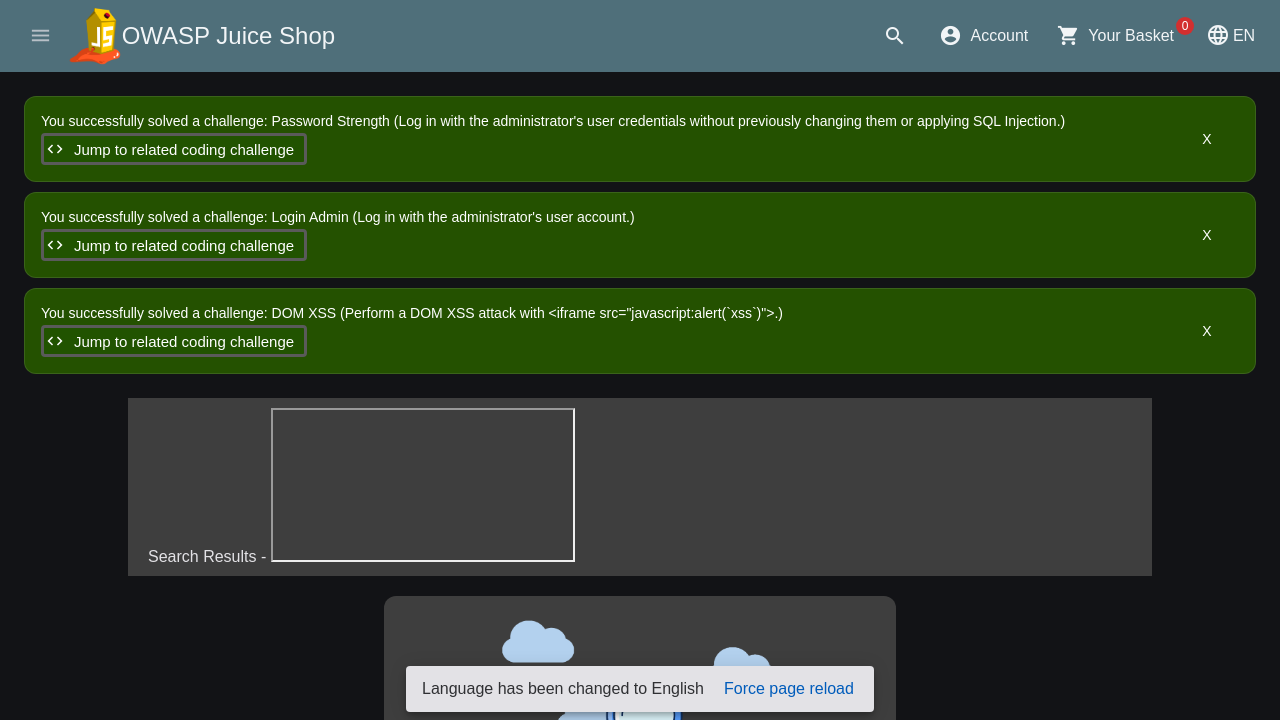 OWASP Juice Shop
Account
Your Basket
0
EN
You successfully solved a challenge: Password Strength (Log in with the administrator's user credentials without previously changing them or applying SQL Injection.)
Jump to related coding challenge
X
You successfully solved a challenge: Login Admin (Log in with the administrator's user account.)
Jump to related coding challenge
X
You successfully solved a challenge: DOM XSS (Perform a DOM XSS attack with <iframe src="javascript:alert(`xss`)">.)
Jump to related coding challenge
X
Search Results -
Language has been changed to English
Force page reload